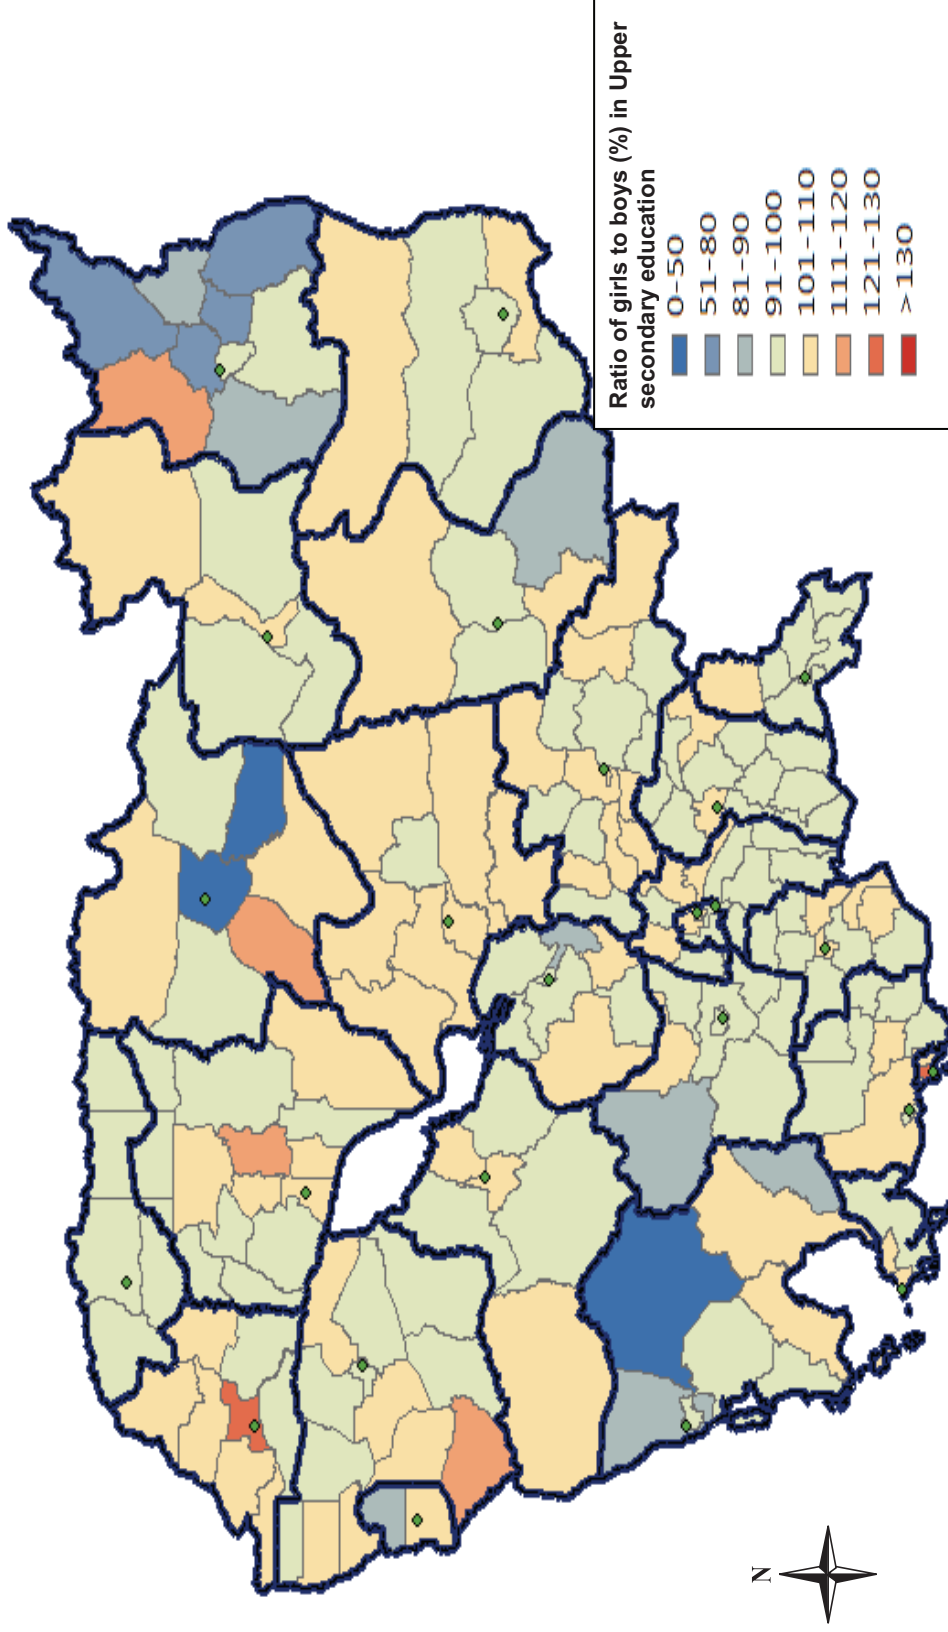 Ratio of girls to boys (%) in Upper
secondary education
0-50
51-80
81-90
91-100
101-110
111-120
121-130
>130
N